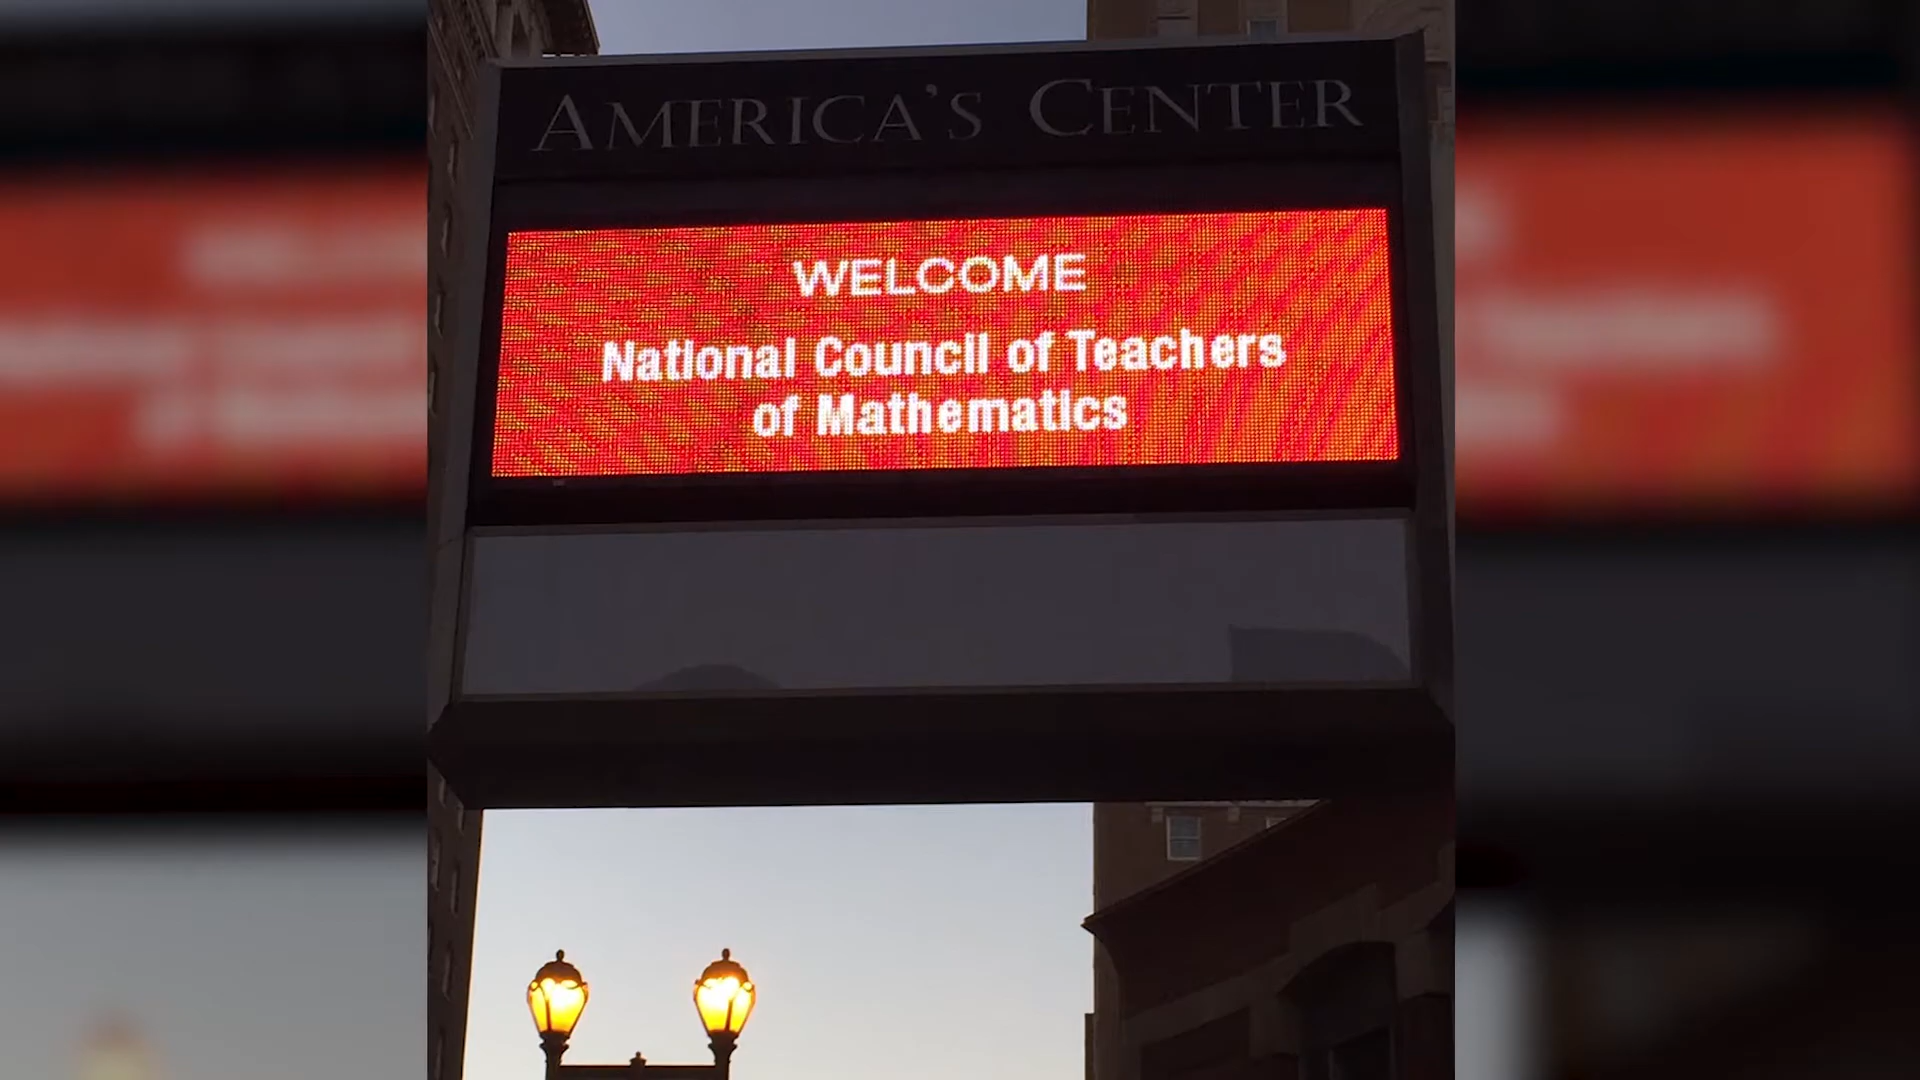 AMERICA'S CENTER
WELCOME
National Council of Teachers
of Mathematics